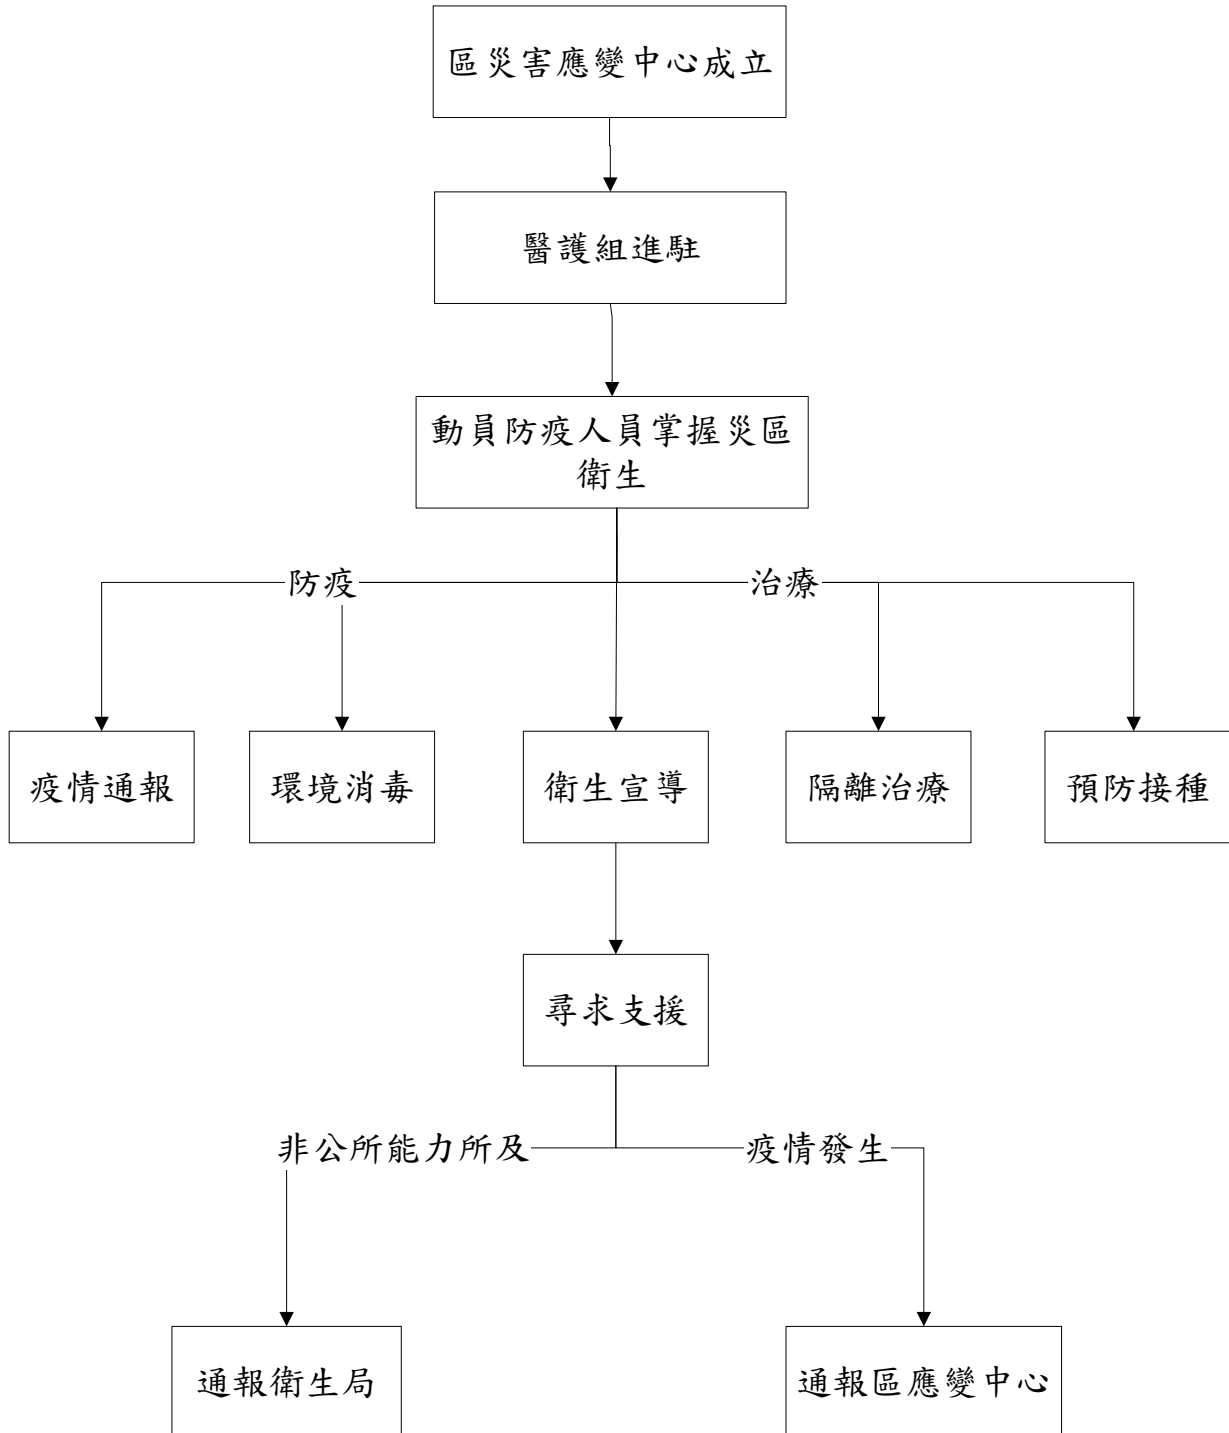 區災害應變中心成立
醫護組進駐
動員防疫人員掌握災區
衛生
防疫
治療
疫情通報
環境消毒
衛生宣導
隔離治療
預防接種
尋求支援
非公所能力所及
疫情發生
通報衛生局
通報區應變中心